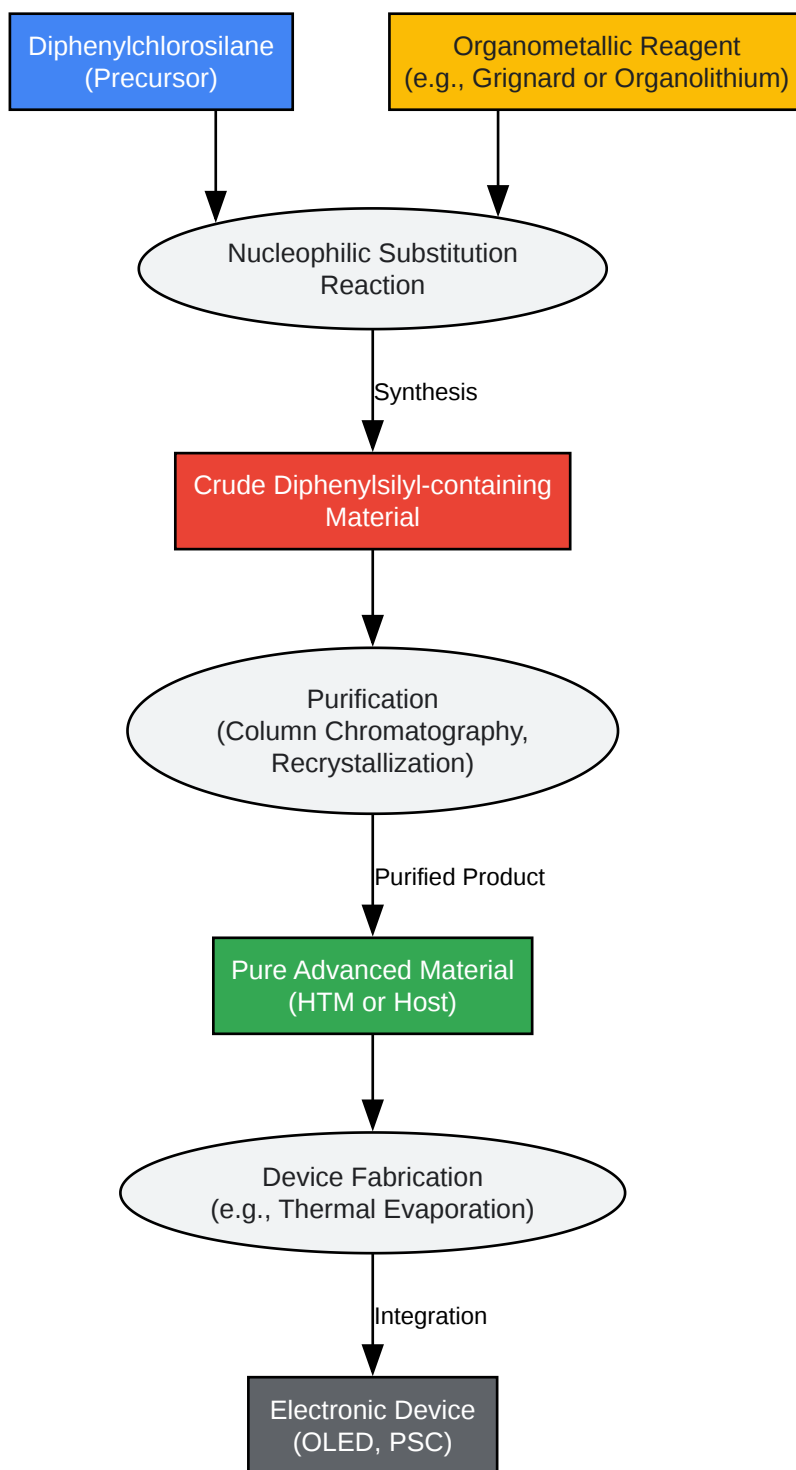 Diphenylchlorosilane
(Precursor)
Organometallic Reagent
(e.g., Grignard or Organolithium)
Nucleophilic Substitution
Reaction
Synthesis
Crude Diphenylsilyl-containing
Material
Purification
(Column Chromatography,
Recrystallization)
Purified Product
Pure Advanced Material
(HTM or Host)
Device Fabrication
(e.g., Thermal Evaporation)
Integration
Electronic Device
(OLED, PSC)